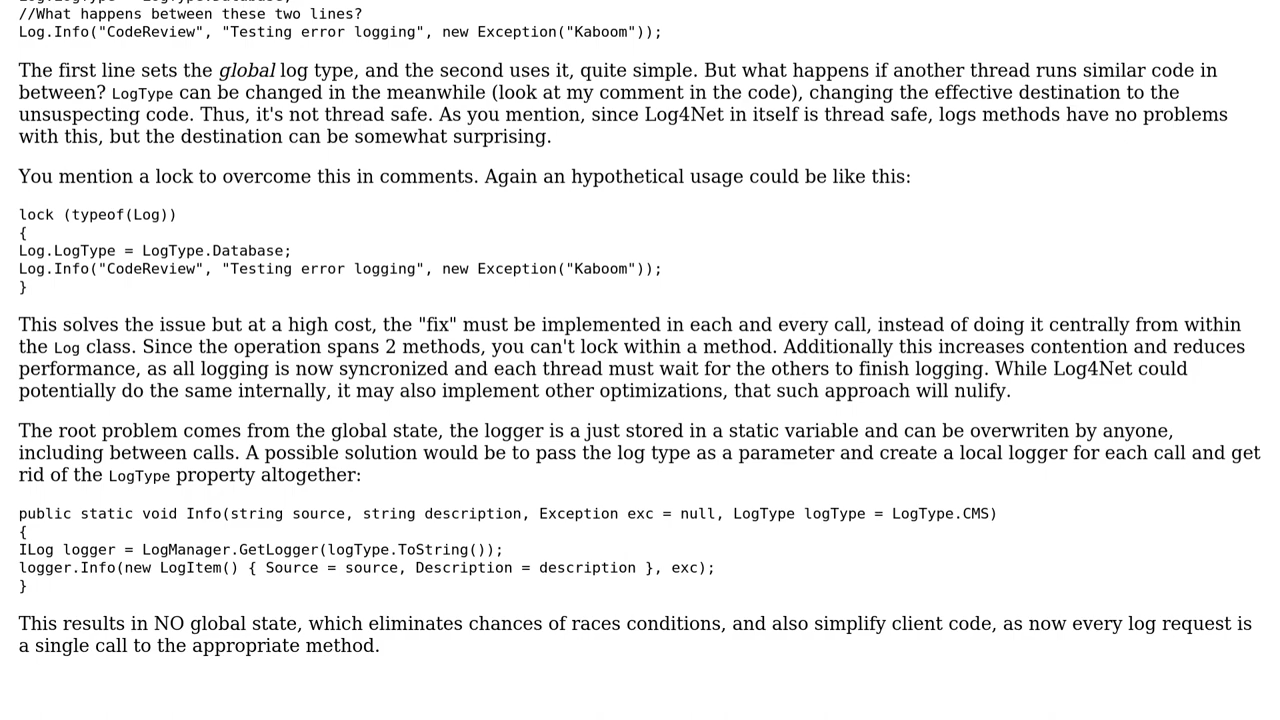 //What happens between these two lines?
Log.Info("CodeReview", "Testing error logging", new Exception("Kaboom"));
The first line sets the global log type, and the second uses it, quite simple. But what happens if another thread runs similar code in
between? LogType can be changed in the meanwhile (look at my comment in the code), changing the effective destination to the
unsuspecting code. Thus, it's not thread safe. As you mention, since Log4Net in itself is thread safe, logs methods have no problems
with this, but the destination can be somewhat surprising.
You mention a lock to overcome this in comments. Again an hypothetical usage could be like this:
lock (typeof(Log))
{
Log.LogType = LogType.Database;
Log.Info("CodeReview", "Testing error logging", new Exception("Kaboom"));
}
This solves the issue but at a high cost, the "fix" must be implemented in each and every call, instead of doing it centrally from within
the Log class. Since the operation spans 2 methods, you can't lock within a method. Additionally this increases contention and reduces
performance, as all logging is now syncronized and each thread must wait for the others to finish logging. While Log4Net could
potentially do the same internally, it may also implement other optimizations, that such approach will nulify.
The root problem comes from the global state, the logger is a just stored in a static variable and can be overwriten by anyone,
including between calls. A possible solution would be to pass the log type as a parameter and create a local logger for each call and get
rid of the LogType property altogether:
public static void Info(string source, string description, Exception exc = null, LogType logType = LogType.CMS)
{
ILog logger = LogManager.GetLogger(logType.ToString());
logger.Info(new LogItem() { Source = source, Description = description }, exc);
}
This results in NO global state, which eliminates chances of races conditions, and also simplify client code, as now every log request is
a single call to the appropriate method.